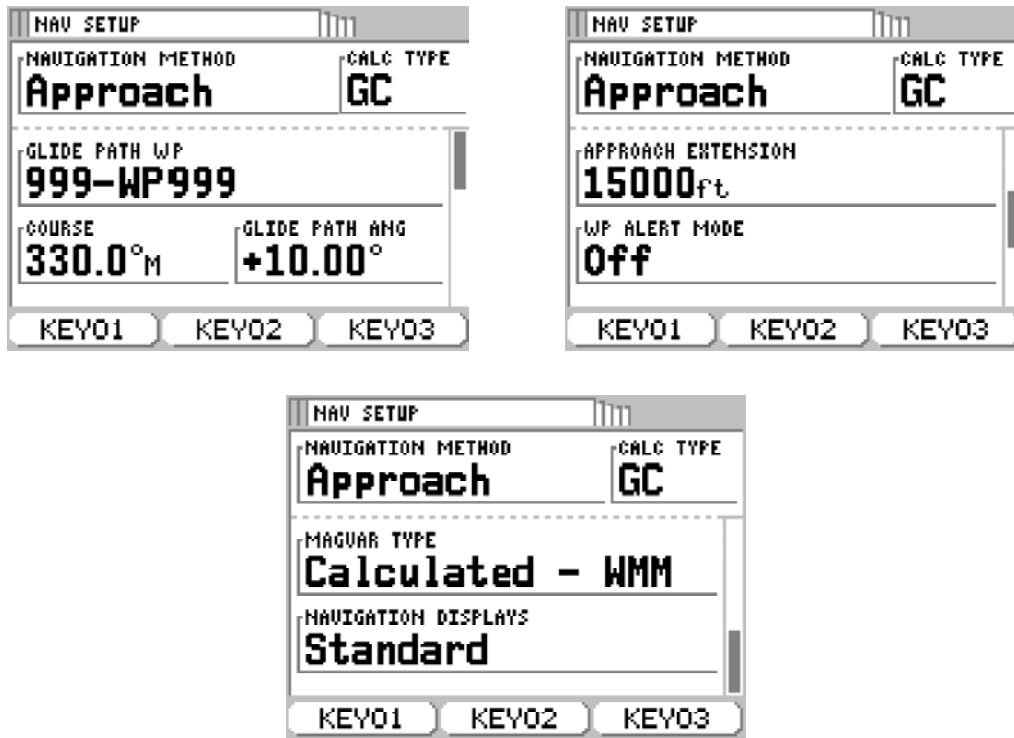 NAV SETUP
NAVIGATION METHOD CALC TYPE
Approach GC
GLIDE PATH WP
999-WP999
COURSE GLIDE PATH ANG
330.0°M +10.00°
KEY01 KEY02 KEY03
NAV SETUP
NAVIGATION METHOD CALC TYPE
Approach GC
APPROACH EXTENSION
15000ft
WP ALERT MODE
Off
KEY01 KEY02 KEY03
NAV SETUP
NAVIGATION METHOD CALC TYPE
Approach GC
MAGVAR TYPE
Calculated - WMM
NAVIGATION DISPLAYS
Standard
KEY01 KEY02 KEY03